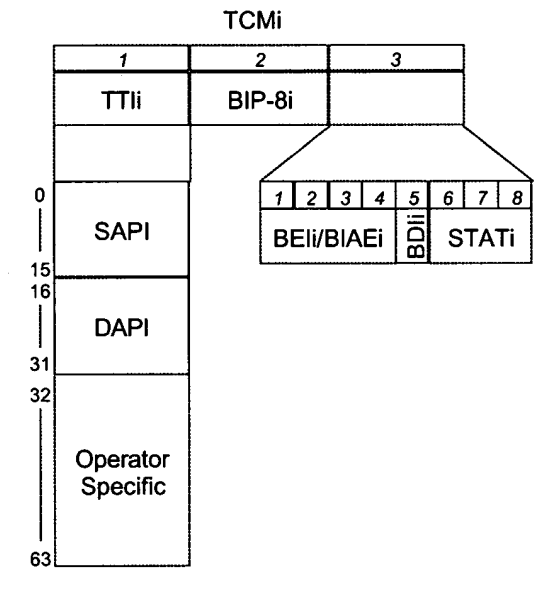 TCMi
1 2 3
TTIi BIP-8i
0
SAPI
15
16
DAPI
31
32
Operator
Specific
63
1 2 3 4 5 6 7 8
BEIi/BIAEi BDIi STATi